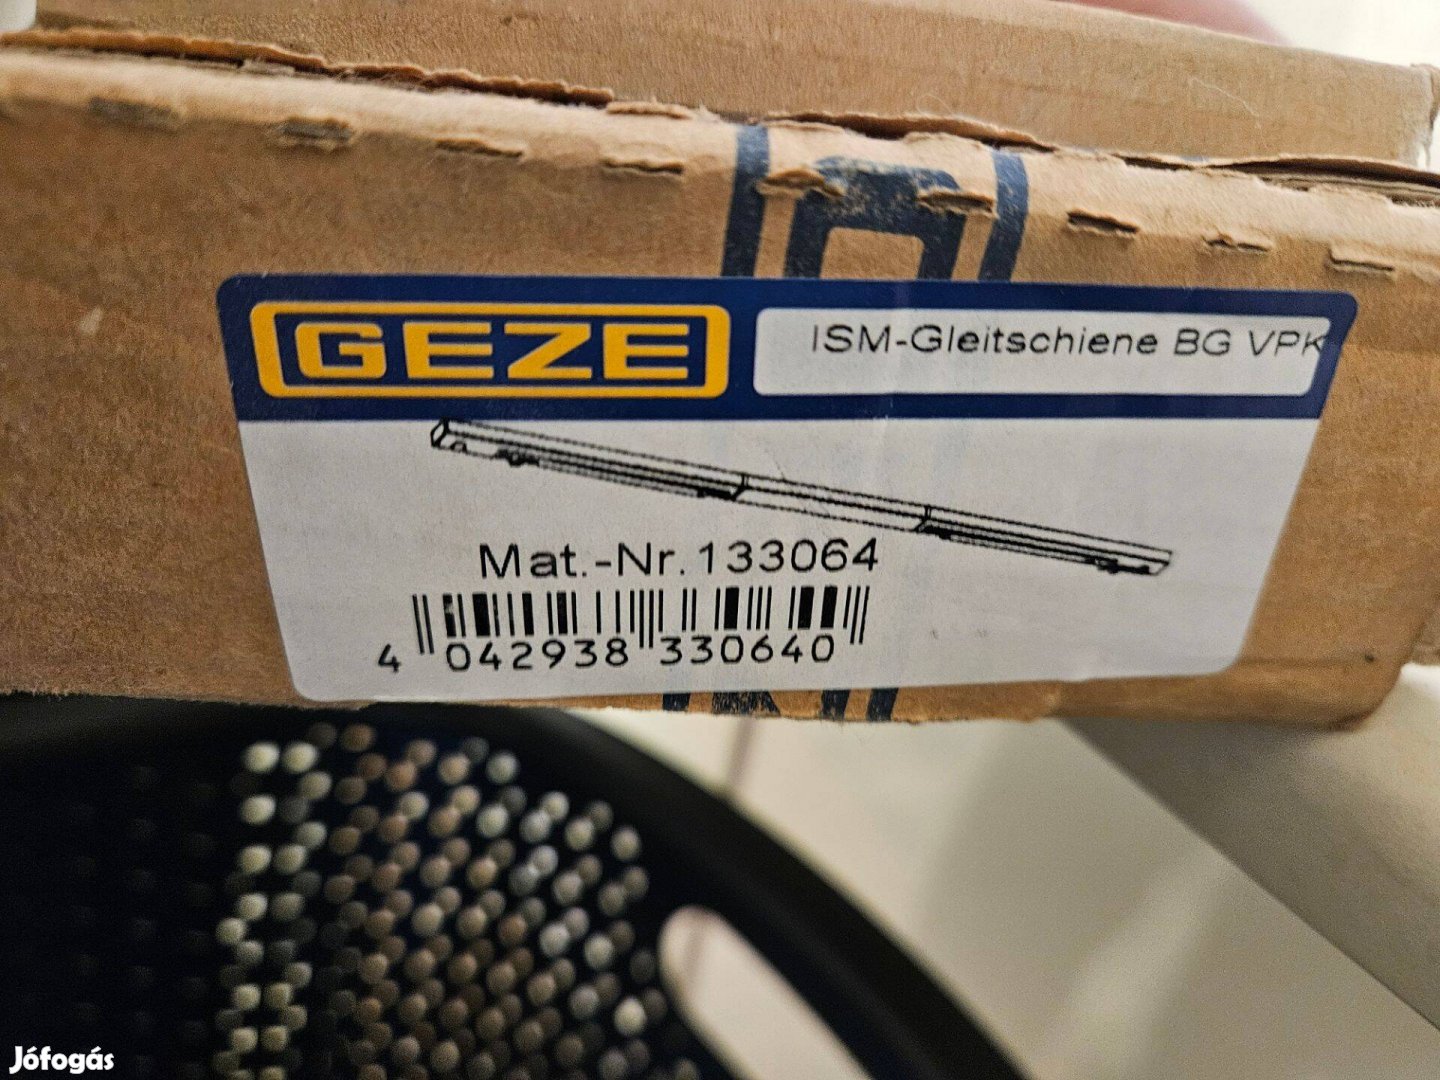 GEZE
ISM-Gleitschiene BG VPK
Mat.-Nr.133064
4 042938 330640
Jófogás